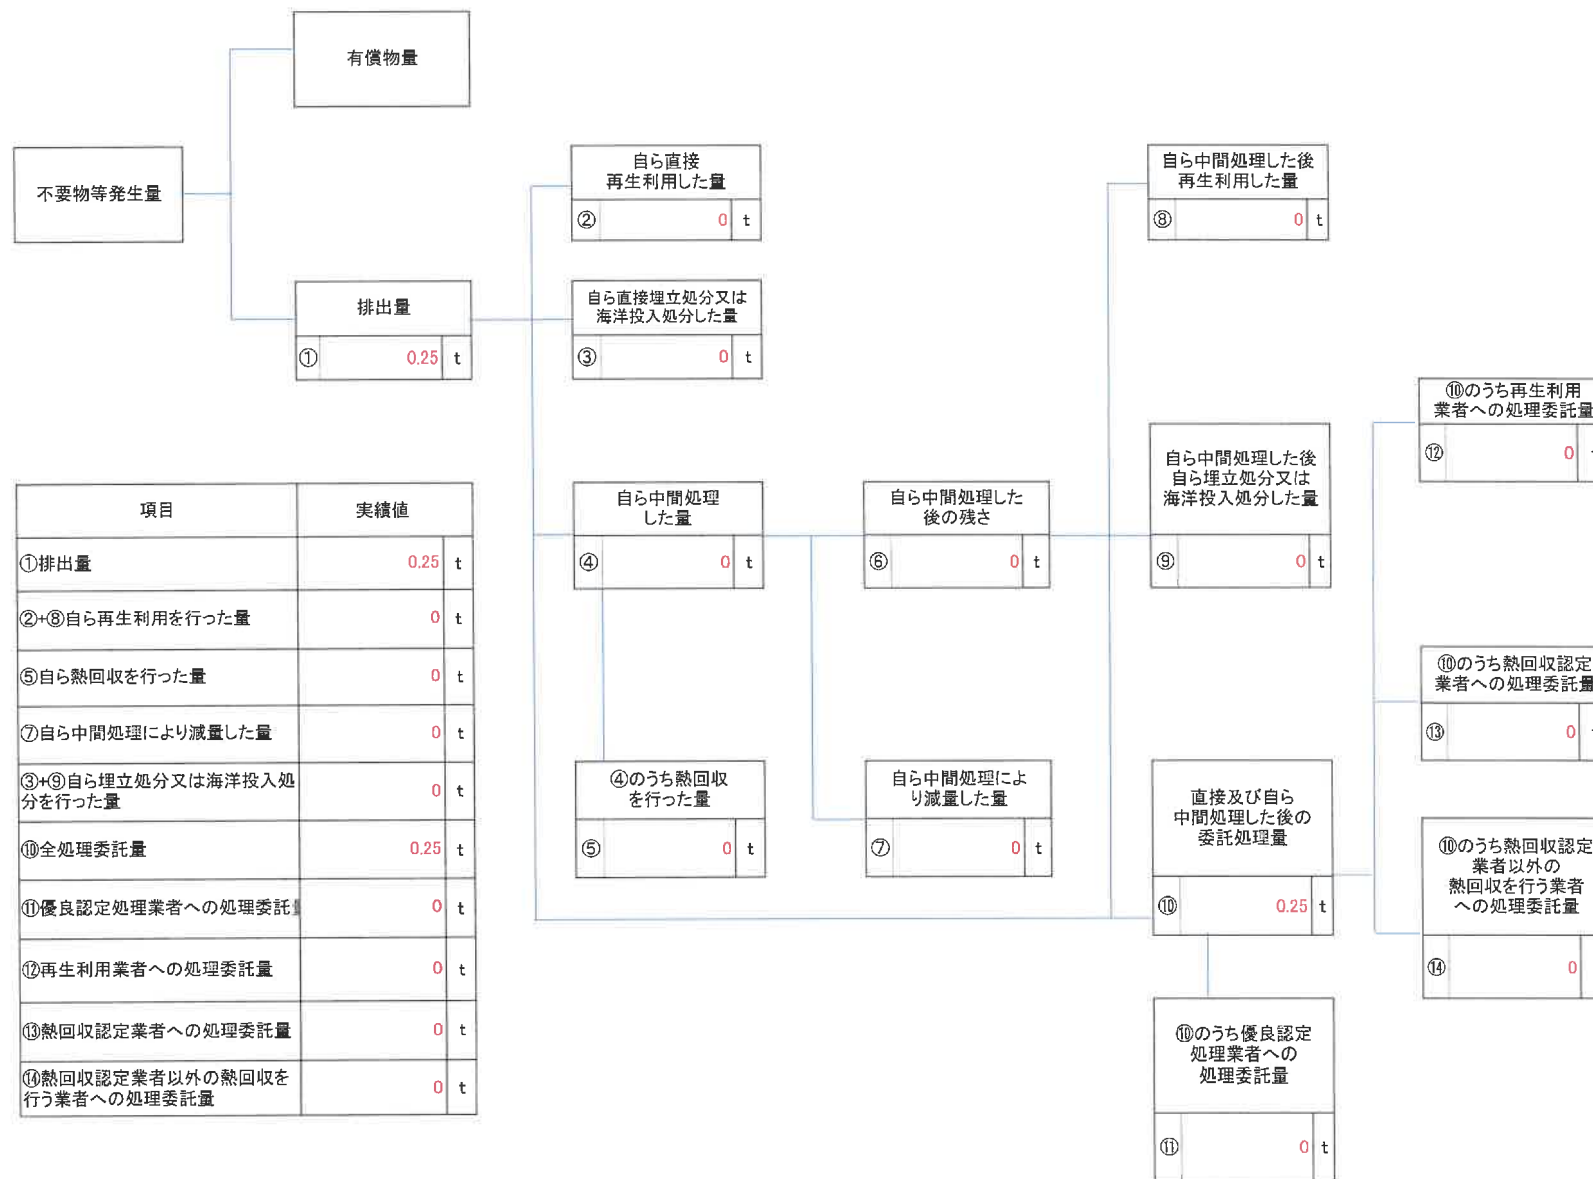 有償物量
不要物等発生量
排出量
① 0.25 t
自ら直接
再生利用した量
② 0 t
自ら直接埋立処分又は
海洋投入処分した量
③ 0 t
自ら中間処理
した量
④ 0 t
④のうち熱回収
を行った量
⑤ 0 t
自ら中間処理した
後の残さ
⑥ 0 t
自ら中間処理によ
り減量した量
⑦ 0 t
自ら中間処理した後
再生利用した量
⑧ 0 t
自ら中間処理した後
自ら埋立処分又は
海洋投入処分した量
⑨ 0 t
直接及び自ら
中間処理した後の
委託処理量
⑩ 0.25 t
⑩のうち優良認定
処理業者への
処理委託量
⑪ 0 t
⑩のうち再生利用
業者への処理委託量
⑫ 0
⑩のうち熱回収認定
業者への処理委託量
⑬ 0
⑩のうち熱回収認定
業者以外の
熱回収を行う業者
への処理委託量
⑭ 0
項目 実績値
①排出量 0.25 t
②+⑧自ら再生利用を行った量 0 t
⑤自ら熱回収を行った量 0 t
⑦自ら中間処理により減量した量 0 t
③+⑨自ら埋立処分又は海洋投入処
分を行った量 0 t
⑩全処理委託量 0.25 t
⑪優良認定処理業者への処理委託 0 t
⑫再生利用業者への処理委託量 0 t
⑬熱回収認定業者への処理委託量 0 t
⑭熱回収認定業者以外の熱回収を
行う業者への処理委託量 0 t